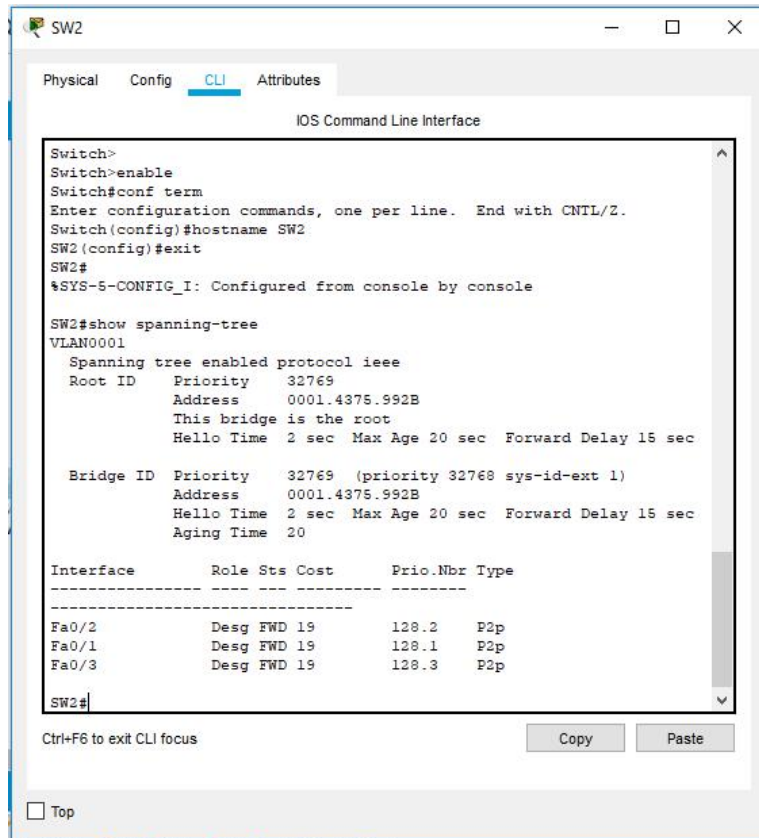 SW2
Physical Config CLI Attributes
IOS Command Line Interface
Switch>
Switch>enable
Switch#conf term
Enter configuration commands, one per line.  End with CNTL/Z.
Switch(config)#hostname SW2
SW2(config)#exit
SW2#
%SYS-5-CONFIG_I: Configured from console by console
SW2#show spanning-tree
VLAN0001
  Spanning tree enabled protocol ieee
  Root ID    Priority    32769
             Address     0001.4375.992B
             This bridge is the root
             Hello Time  2 sec  Max Age 20 sec  Forward Delay 15 sec
  Bridge ID  Priority    32769  (priority 32768 sys-id-ext 1)
             Address     0001.4375.992B
             Hello Time  2 sec  Max Age 20 sec  Forward Delay 15 sec
             Aging Time  20
Interface        Role Sts Cost      Prio.Nbr Type
---------------- ---- --- --------- --------
--------------------------------
Fa0/2            Desg FWD 19        128.2    P2p
Fa0/1            Desg FWD 19        128.1    P2p
Fa0/3            Desg FWD 19        128.3    P2p
SW2#
Ctrl+F6 to exit CLI focus Copy Paste
Top